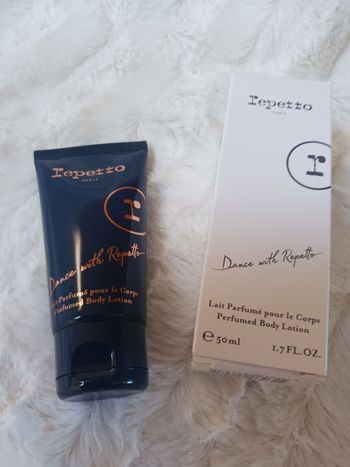 repetto
PARIS
r
Dance with Repetto
Lait Parfumé pour le Corps
Perfumed Body Lotion
repetto
PARIS
r
Dance with Repetto
Lait Parfumé pour le Corps
Perfumed Body Lotion
℮ 50ml 1.7 FL.OZ.